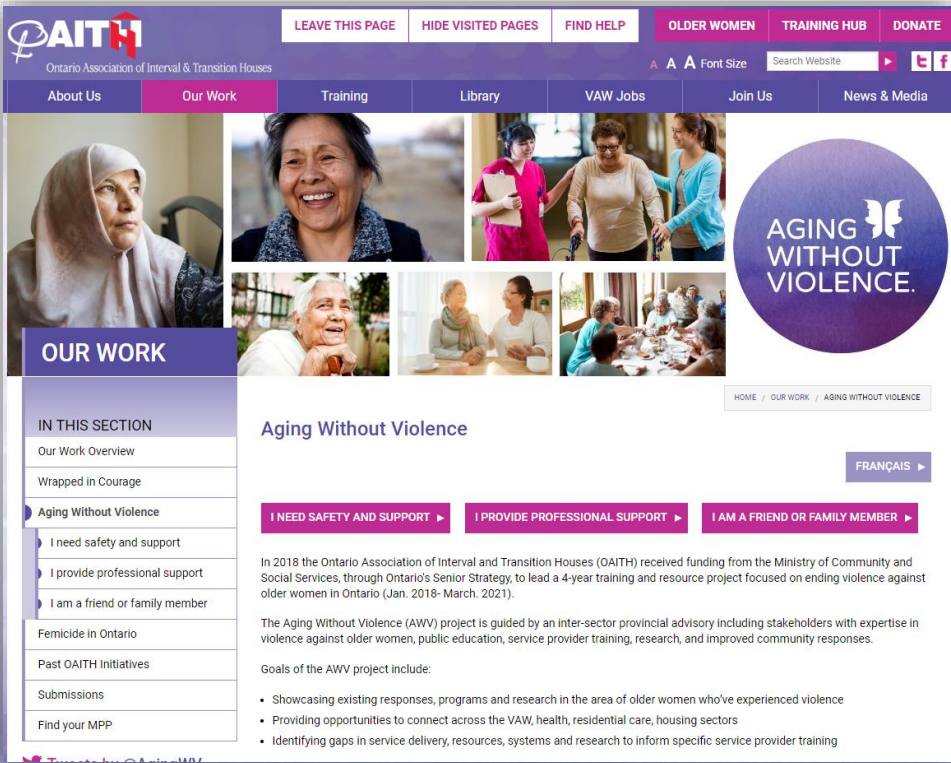 OAITH
Ontario Association of Interval & Transition Houses
LEAVE THIS PAGE
HIDE VISITED PAGES
FIND HELP
OLDER WOMEN
TRAINING HUB
DONATE
A A A Font Size
Search Website
About Us
Our Work
Training
Library
VAW Jobs
Join Us
News & Media
AGING
WITHOUT
VIOLENCE.
OUR WORK
HOME / OUR WORK / AGING WITHOUT VIOLENCE
IN THIS SECTION
Our Work Overview
Wrapped in Courage
Aging Without Violence
I need safety and support
I provide professional support
I am a friend or family member
Femicide in Ontario
Past OAITH Initiatives
Submissions
Find your MPP
Tweets by @AgingWV
Aging Without Violence
FRANÇAIS
I NEED SAFETY AND SUPPORT
I PROVIDE PROFESSIONAL SUPPORT
I AM A FRIEND OR FAMILY MEMBER
In 2018 the Ontario Association of Interval and Transition Houses (OAITH) received funding from the Ministry of Community and
Social Services, through Ontario's Senior Strategy, to lead a 4-year training and resource project focused on ending violence against
older women in Ontario (Jan. 2018- March. 2021).
The Aging Without Violence (AWV) project is guided by an inter-sector provincial advisory including stakeholders with expertise in
violence against older women, public education, service provider training, research, and improved community responses.
Goals of the AWV project include:
• Showcasing existing responses, programs and research in the area of older women who've experienced violence
• Providing opportunities to connect across the VAW, health, residential care, housing sectors
• Identifying gaps in service delivery, resources, systems and research to inform specific service provider training